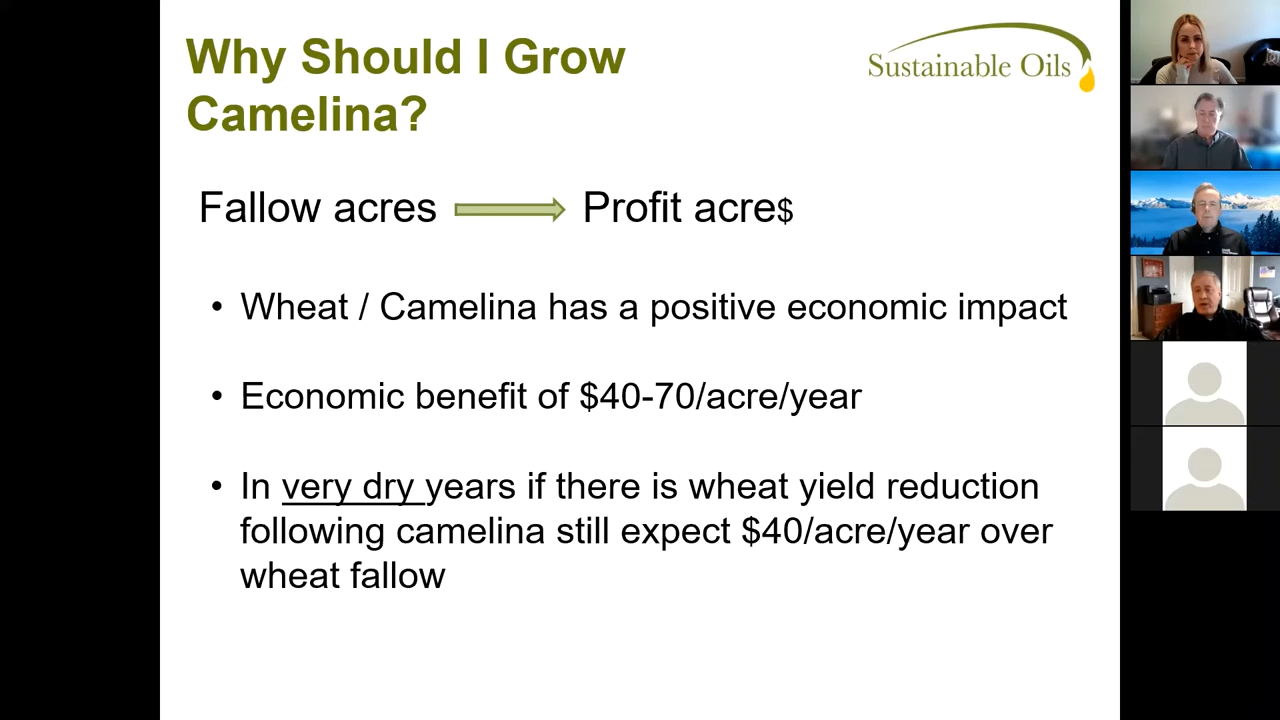 Why Should I Grow
Camelina?
Sustainable Oils
Fallow acres Profit acre$
• Wheat / Camelina has a positive economic impact
• Economic benefit of $40-70/acre/year
• In very dry years if there is wheat yield reduction
following camelina still expect $40/acre/year over
wheat fallow